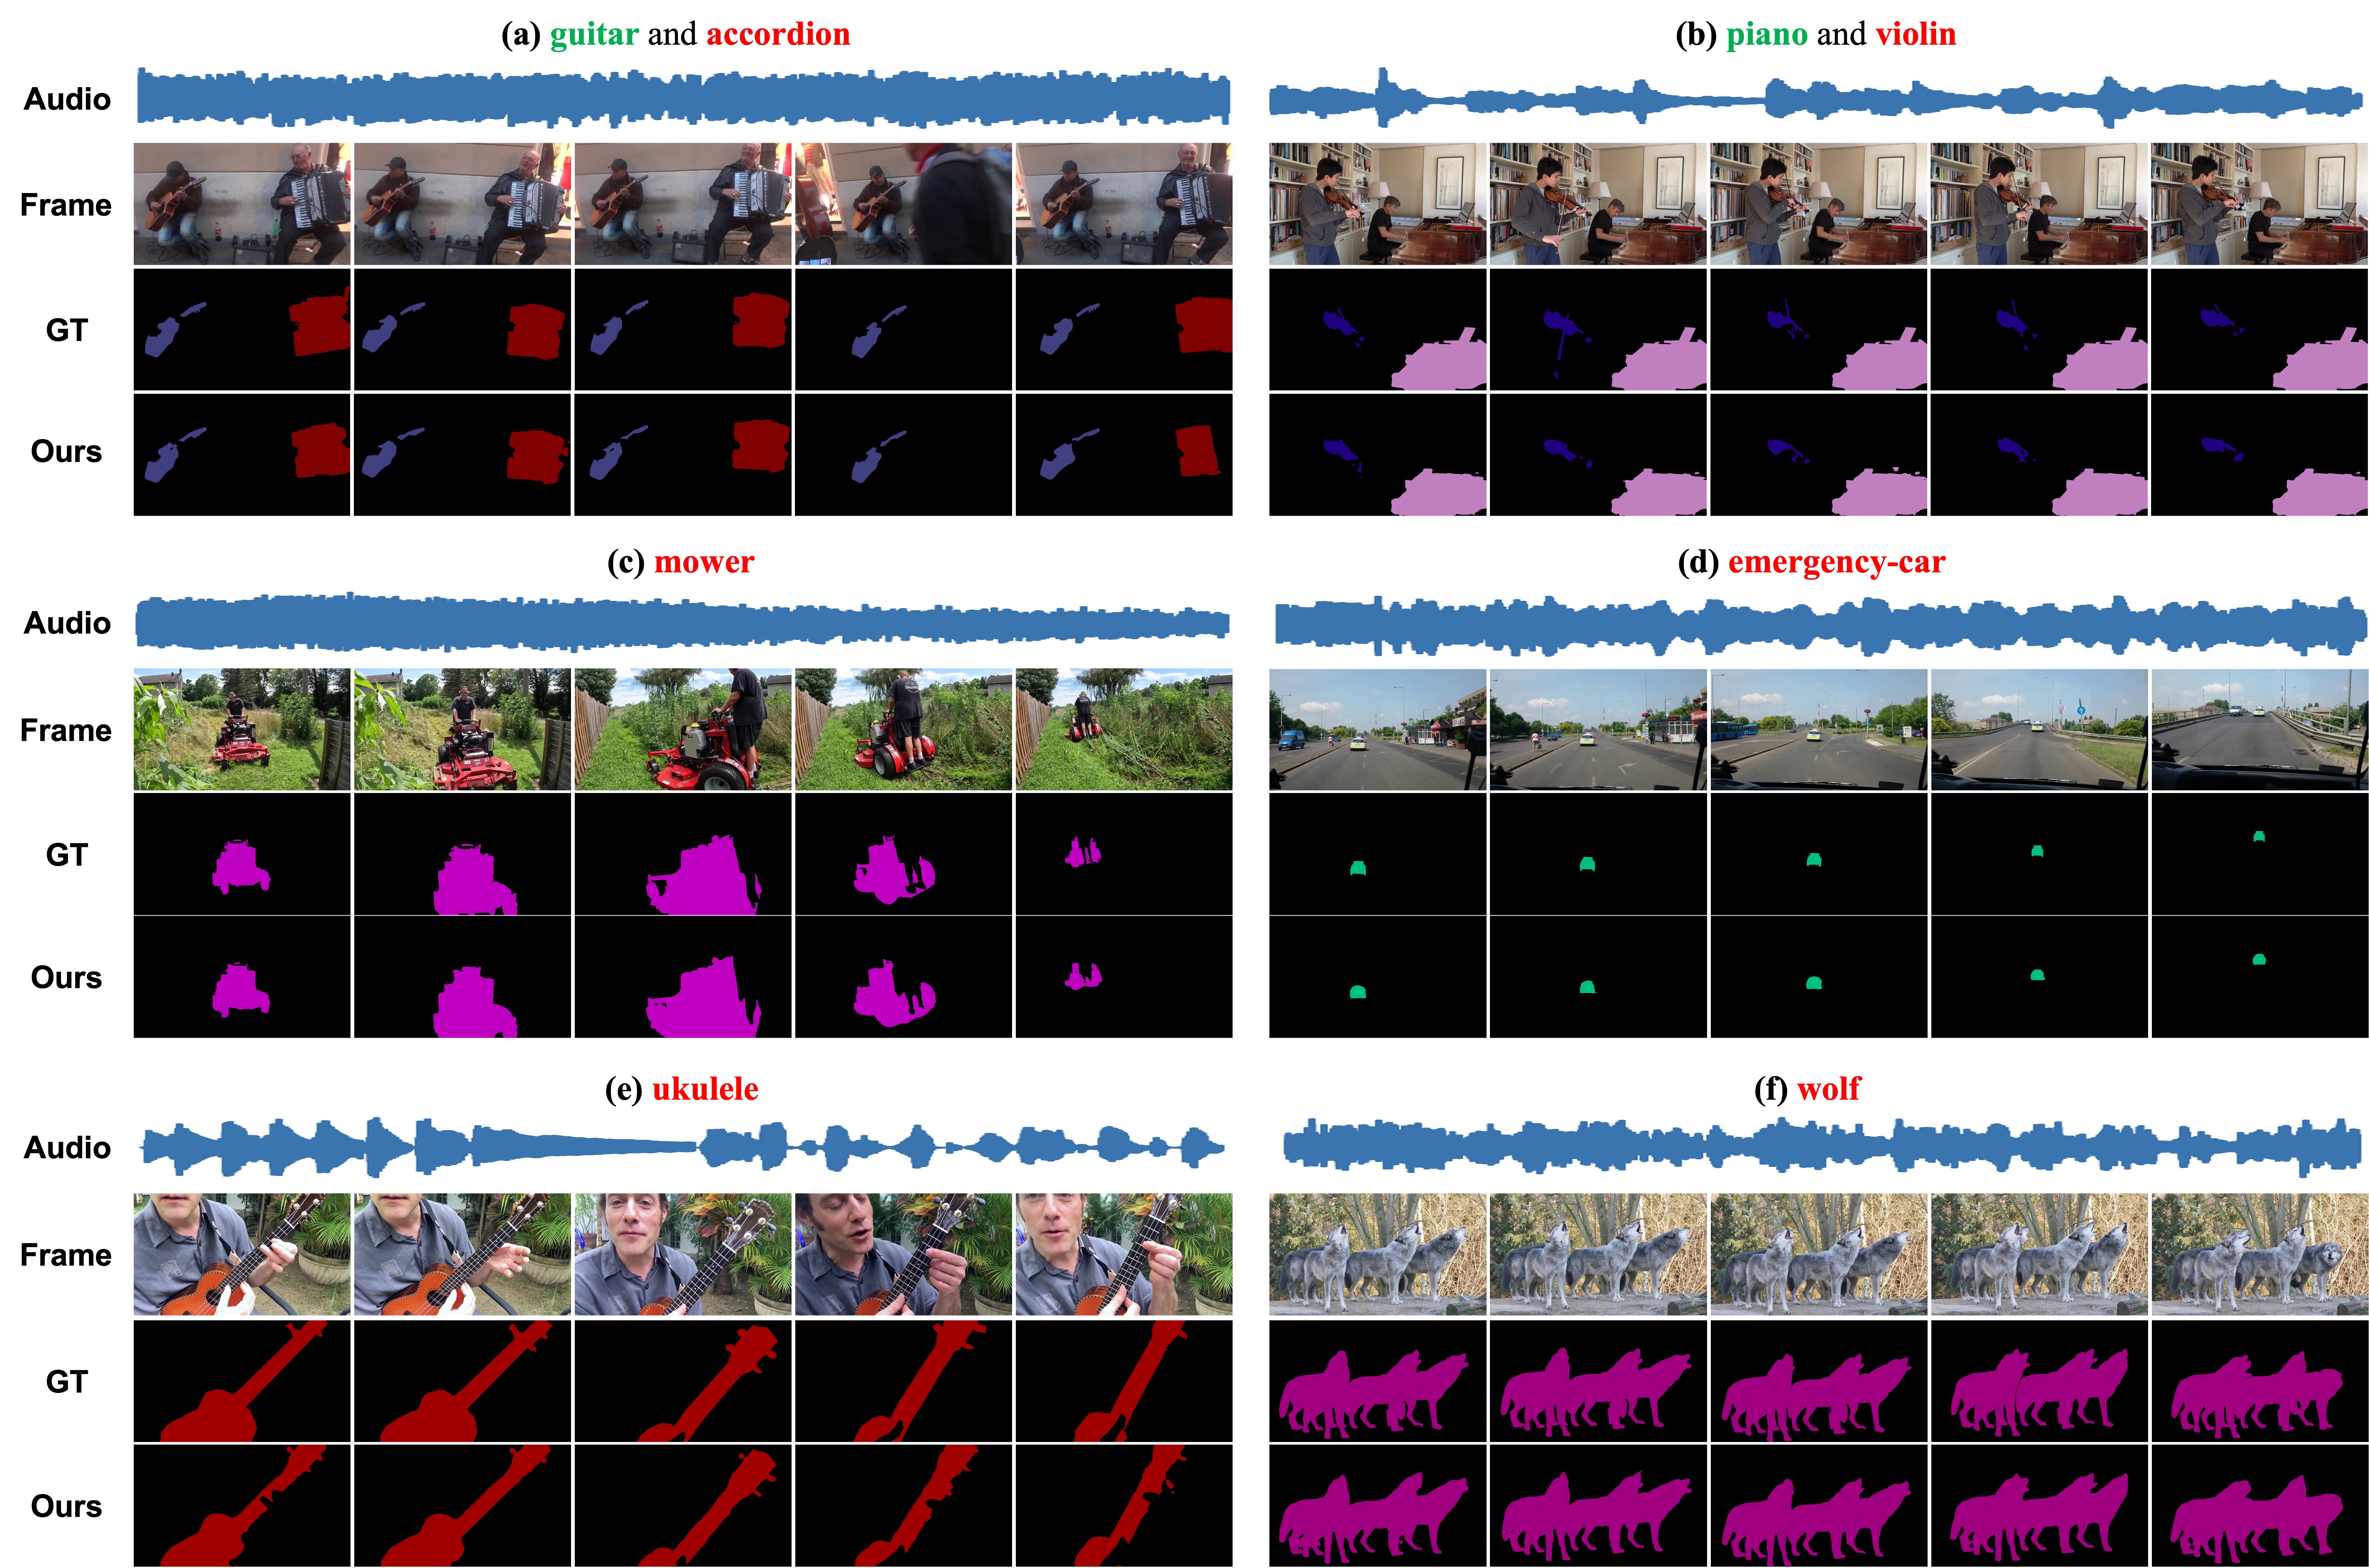 (a) guitar and accordion
Audio
Frame
GT
Ours
(b) piano and violin
(c) mower
Audio
Frame
GT
Ours
(d) emergency-car
(e) ukulele
Audio
Frame
GT
Ours
(f) wolf